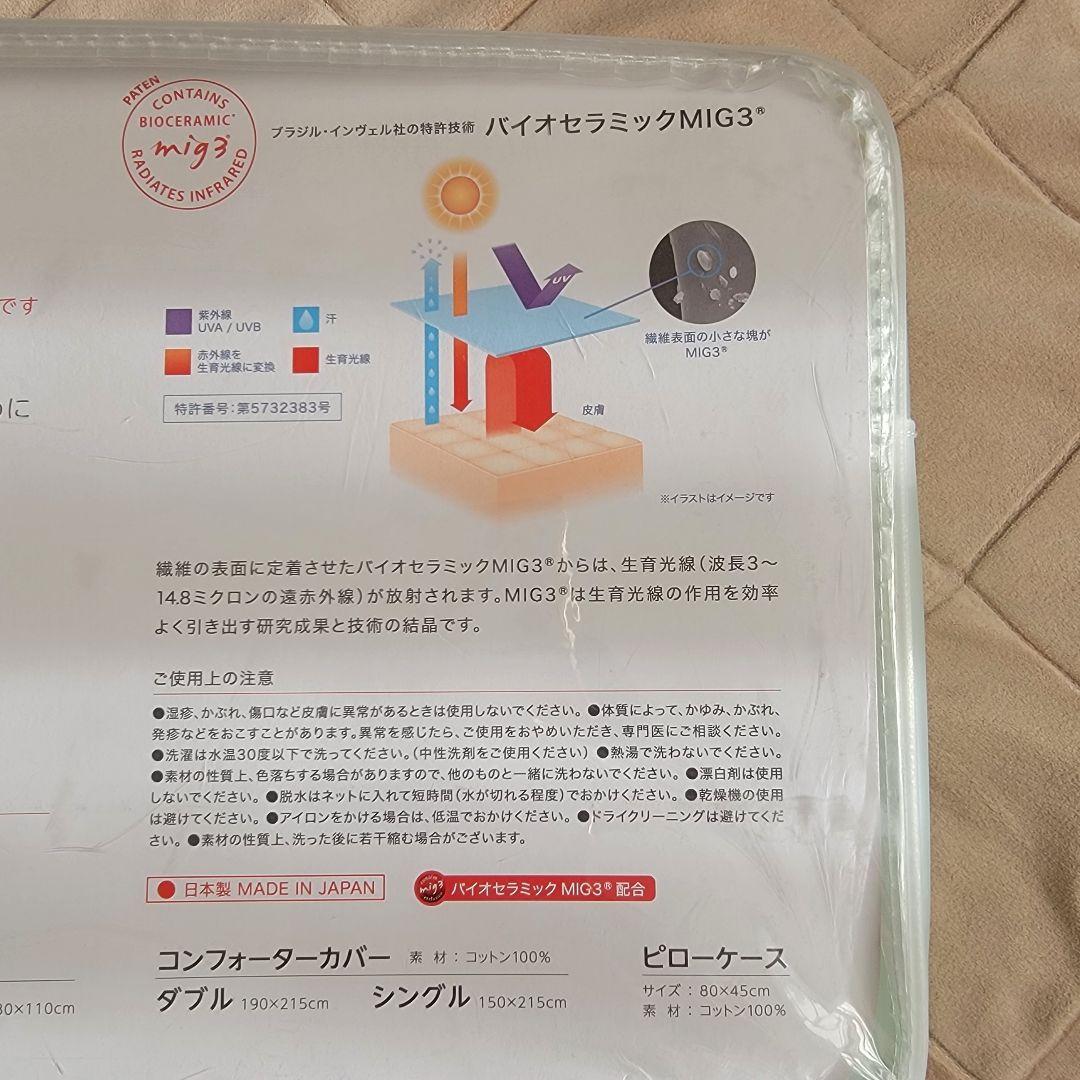 PATEN
CONTAINS
BIOCERAMIC
mig3
RADIATES INFRARED
ブラジル・インヴェル社の特許技術 バイオセラミックMIG3®
UV
紫外線
UVA / UVB
汗
赤外線を
生育光線に変換
生育光線
特許番号:第5732383号
繊維表面の小さな塊が
MIG3®
皮膚
※イラストはイメージです
です
に
繊維の表面に定着させたバイオセラミックMIG3®からは、生育光線(波長3〜
14.8ミクロンの遠赤外線)が放射されます。MIG3®は生育光線の作用を効率
よく引き出す研究成果と技術の結晶です。
ご使用上の注意
●湿疹、かぶれ、傷口など皮膚に異常があるときは使用しないでください。 ●体質によって、かゆみ、かぶれ、
発疹などをおこすことがあります。異常を感じたら、ご使用をおやめいただき、専門医にご相談ください。
●洗濯は水温30度以下で洗ってください。(中性洗剤をご使用ください) ●熱湯で洗わないでください。
●素材の性質上、色落ちする場合がありますので、他のものと一緒に洗わないでください。 ●漂白剤は使用
しないでください。 ●脱水はネットに入れて短時間(水が切れる程度)でおかけください。 ●乾燥機の使用
は避けてください。 ●アイロンをかける場合は、低温でおかけください。 ●ドライクリーニングは避けてくだ
さい。 ●素材の性質上、洗った後に若干縮む場合がございます。
日本製 MADE IN JAPAN
mig3 バイオセラミック MIG3® 配合
コンフォーターカバー 素 材 : コットン100%
ダブル 190×215cm シングル 150×215cm
ピローケース
サイズ : 80×45cm
素 材 : コットン100%
0×110cm